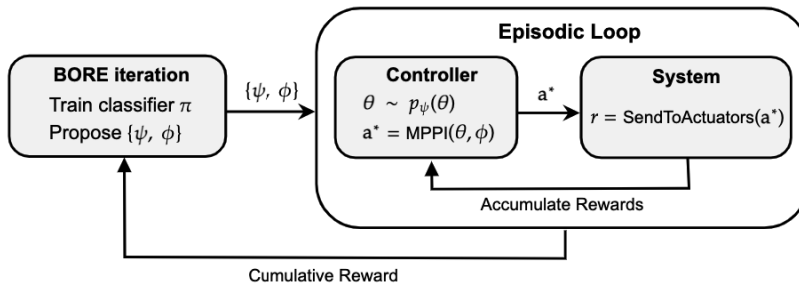 Episodic Loop
BORE iteration
Train classifier π
Propose {ψ, ϕ}
{ψ, ϕ}
Controller
θ ~ pψ(θ)
a* = MPPI(θ, ϕ)
a*
System
r = SendToActuators(a*)
Accumulate Rewards
Cumulative Reward